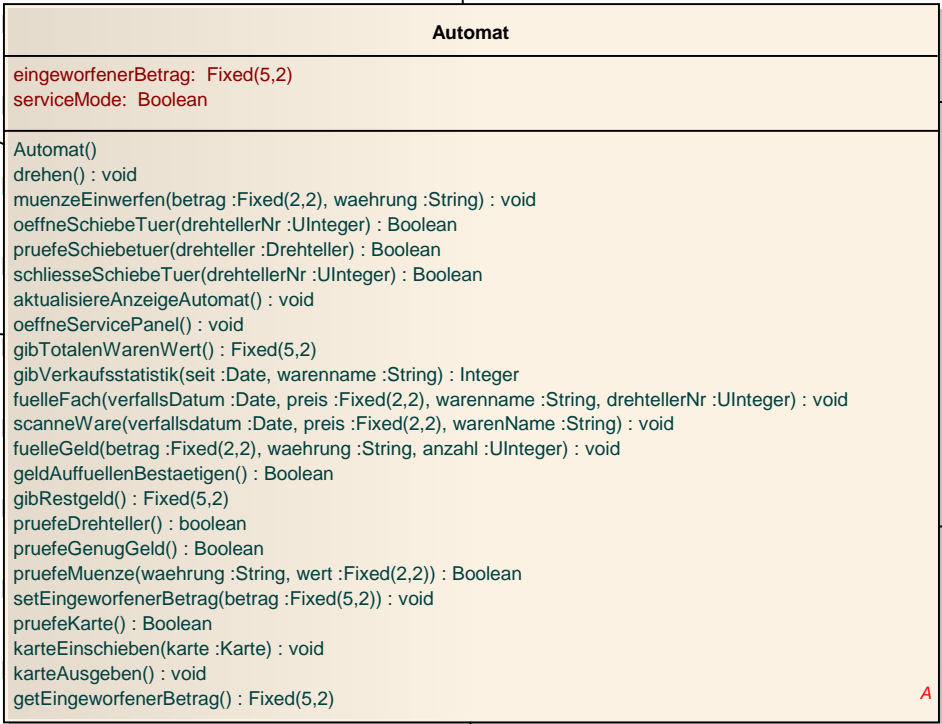 Automat
eingeworfenerBetrag:  Fixed(5,2)
serviceMode:  Boolean
Automat()
drehen() : void
muenzeEinwerfen(betrag :Fixed(2,2), waehrung :String) : void
oeffneSchiebeTuer(drehtellerNr :UInteger) : Boolean
pruefeSchiebetuer(drehteller :Drehteller) : Boolean
schliesseSchiebeTuer(drehtellerNr :UInteger) : Boolean
aktualisiereAnzeigeAutomat() : void
oeffneServicePanel() : void
gibTotalenWarenWert() : Fixed(5,2)
gibVerkaufsstatistik(seit :Date, warenname :String) : Integer
fuelleFach(verfallsDatum :Date, preis :Fixed(2,2), warenname :String, drehtellerNr :UInteger) : void
scanneWare(verfallsdatum :Date, preis :Fixed(2,2), warenName :String) : void
fuelleGeld(betrag :Fixed(2,2), waehrung :String, anzahl :UInteger) : void
geldAuffuellenBestaetigen() : Boolean
gibRestgeld() : Fixed(5,2)
pruefeDrehteller() : boolean
pruefeGenugGeld() : Boolean
pruefeMuenze(waehrung :String, wert :Fixed(2,2)) : Boolean
setEingeworfenerBetrag(betrag :Fixed(5,2)) : void
pruefeKarte() : Boolean
karteEinschieben(karte :Karte) : void
karteAusgeben() : void
getEingeworfenerBetrag() : Fixed(5,2)
A